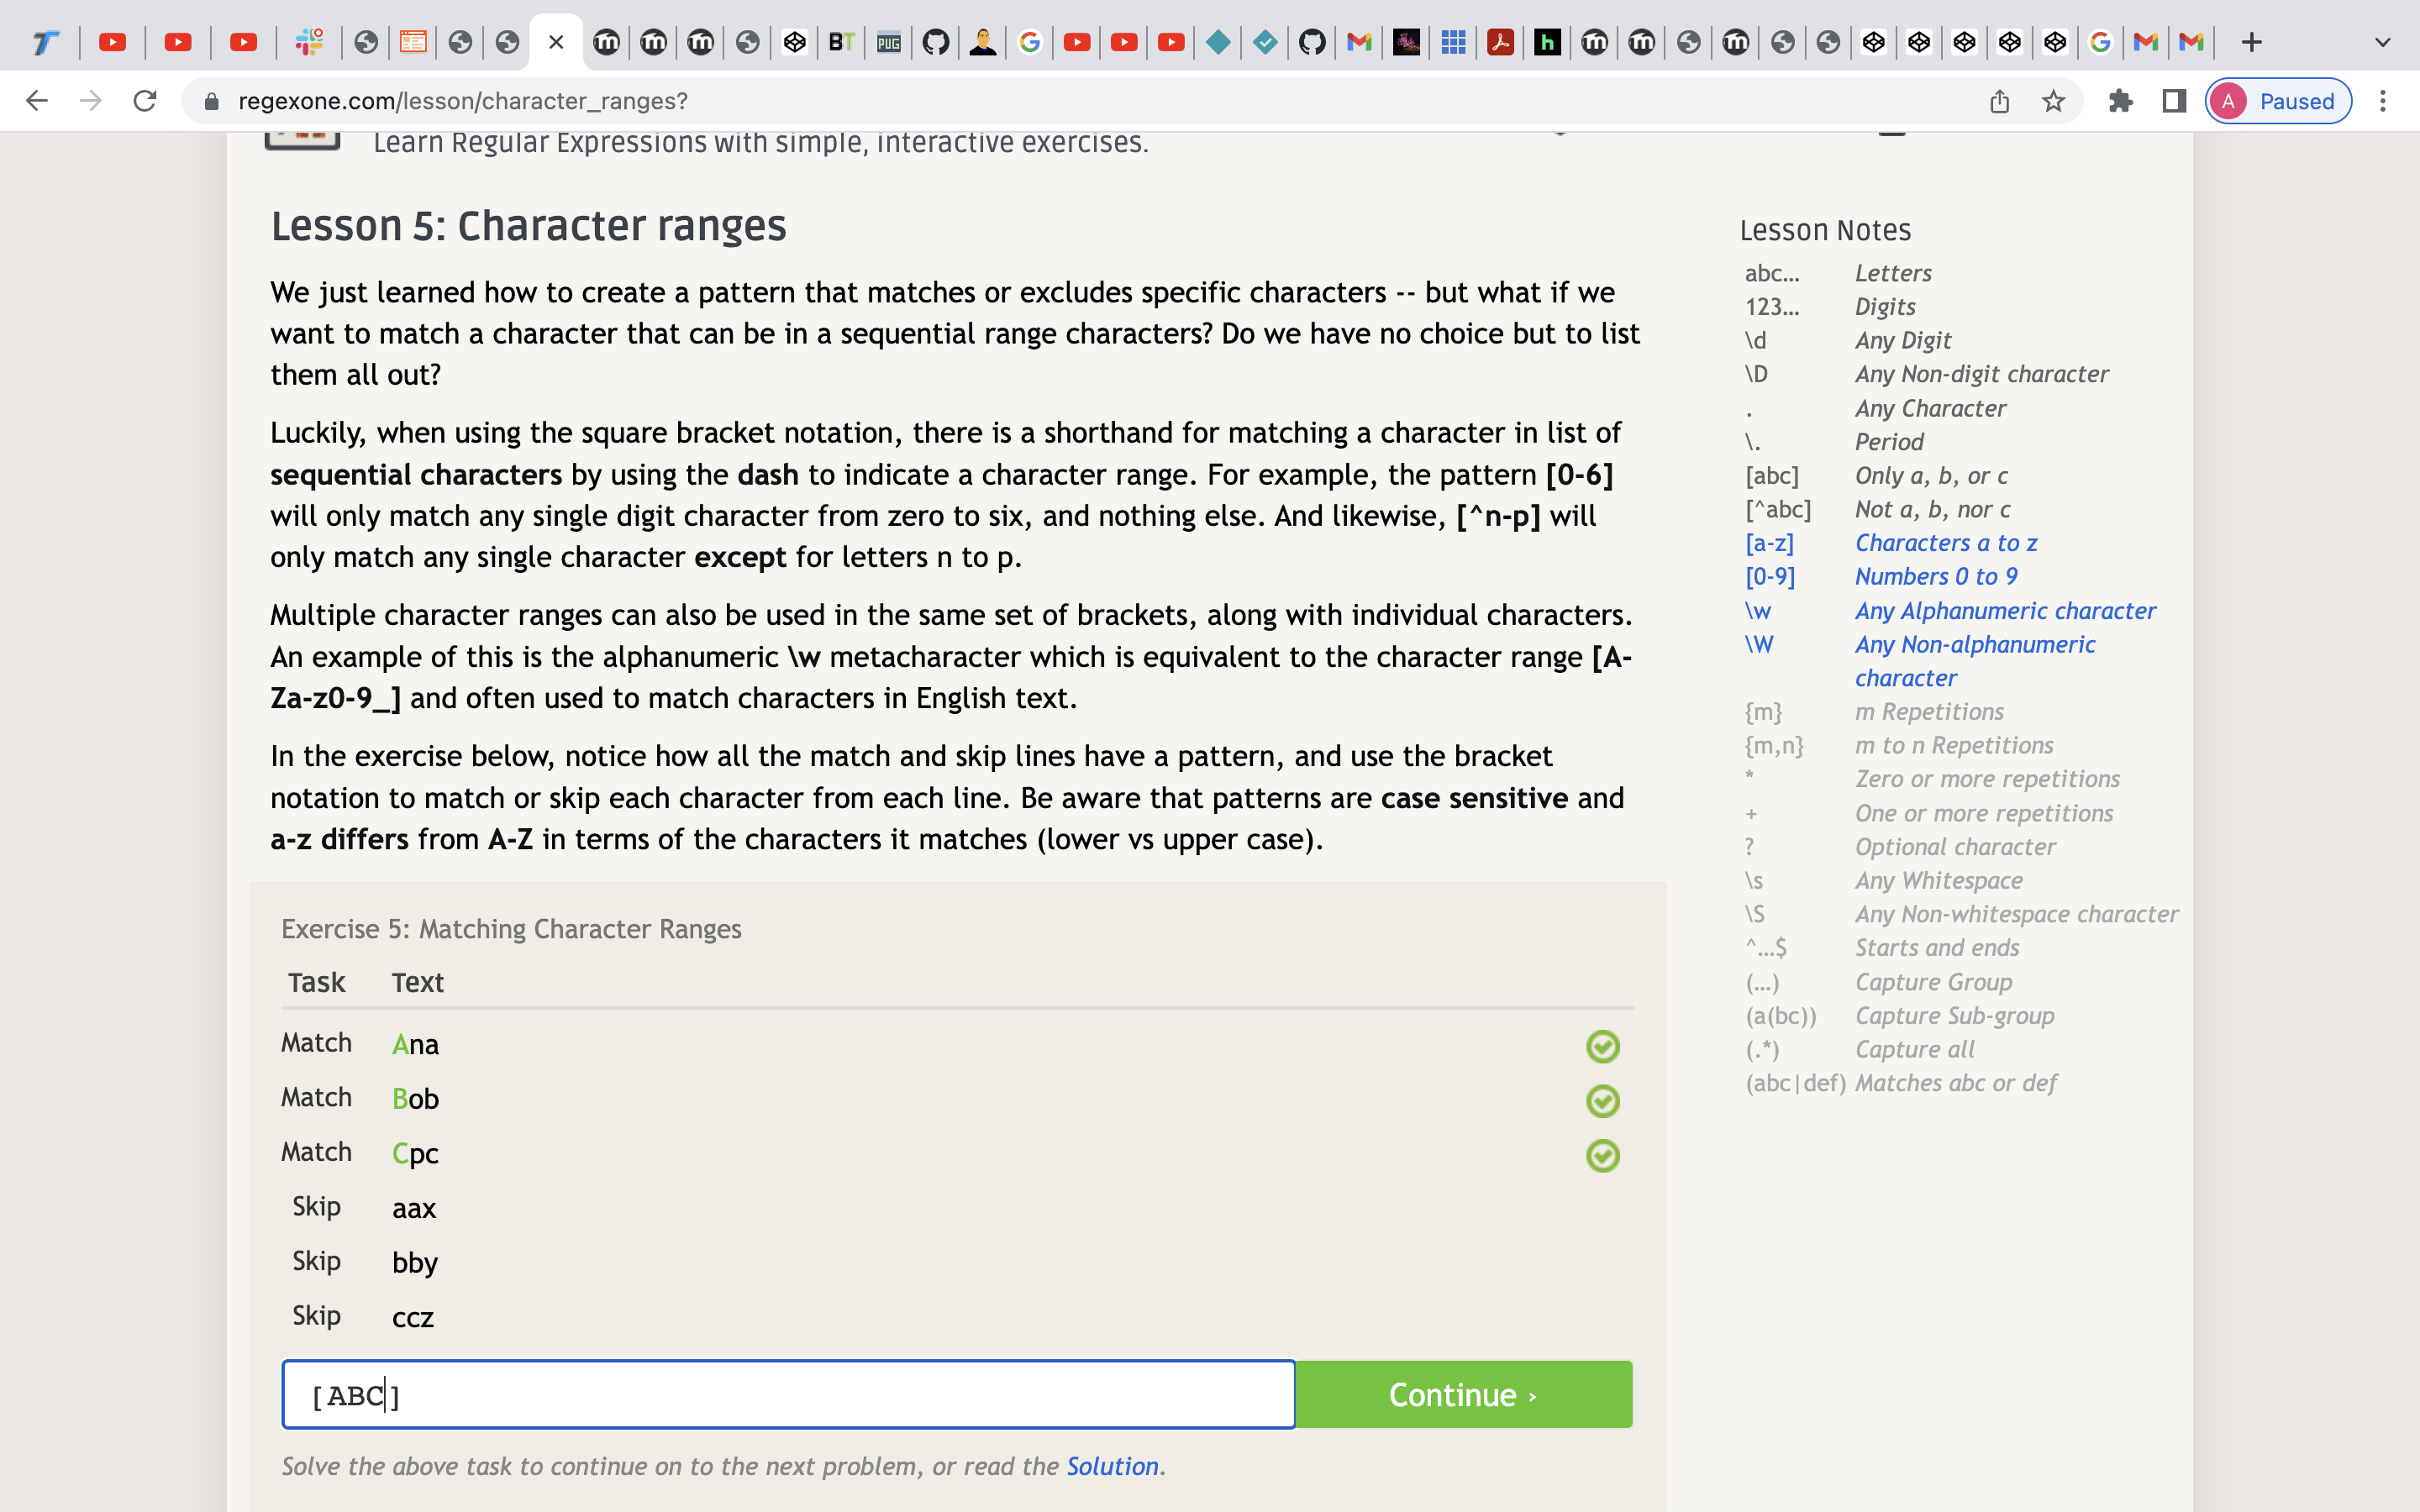 BT
PUG
h
regexone.com/lesson/character_ranges?
A Paused
Learn Regular Expressions with simple, interactive exercises.
Lesson 5: Character ranges
We just learned how to create a pattern that matches or excludes specific characters -- but what if we
want to match a character that can be in a sequential range characters? Do we have no choice but to list
them all out?
Luckily, when using the square bracket notation, there is a shorthand for matching a character in list of
sequential characters by using the dash to indicate a character range. For example, the pattern [0-6]
will only match any single digit character from zero to six, and nothing else. And likewise, [^n-p] will
only match any single character except for letters n to p.
Multiple character ranges can also be used in the same set of brackets, along with individual characters.
An example of this is the alphanumeric \w metacharacter which is equivalent to the character range [A-
Za-z0-9_] and often used to match characters in English text.
In the exercise below, notice how all the match and skip lines have a pattern, and use the bracket
notation to match or skip each character from each line. Be aware that patterns are case sensitive and
a-z differs from A-Z in terms of the characters it matches (lower vs upper case).
Exercise 5: Matching Character Ranges
Task Text
Match Ana
Match Bob
Match Cpc
Skip aax
Skip bby
Skip ccz
[ABC]
Continue ›
Solve the above task to continue on to the next problem, or read the Solution.
Lesson Notes
abc… Letters
123… Digits
\d Any Digit
\D Any Non-digit character
. Any Character
\. Period
[abc] Only a, b, or c
[^abc] Not a, b, nor c
[a-z] Characters a to z
[0-9] Numbers 0 to 9
\w Any Alphanumeric character
\W Any Non-alphanumeric
character
{m} m Repetitions
{m,n} m to n Repetitions
* Zero or more repetitions
+ One or more repetitions
? Optional character
\s Any Whitespace
\S Any Non-whitespace character
^…$ Starts and ends
(…) Capture Group
(a(bc)) Capture Sub-group
(.*) Capture all
(abc|def) Matches abc or def